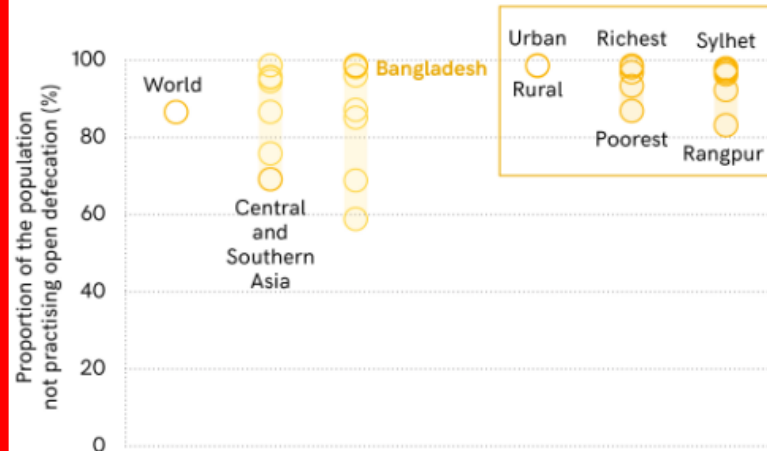 Proportion of the population
not practising open defecation (%)
100
80
60
40
20
0
World
Central
and
Southern
Asia
Bangladesh
Urban
Rural
Richest
Poorest
Sylhet
Rangpur